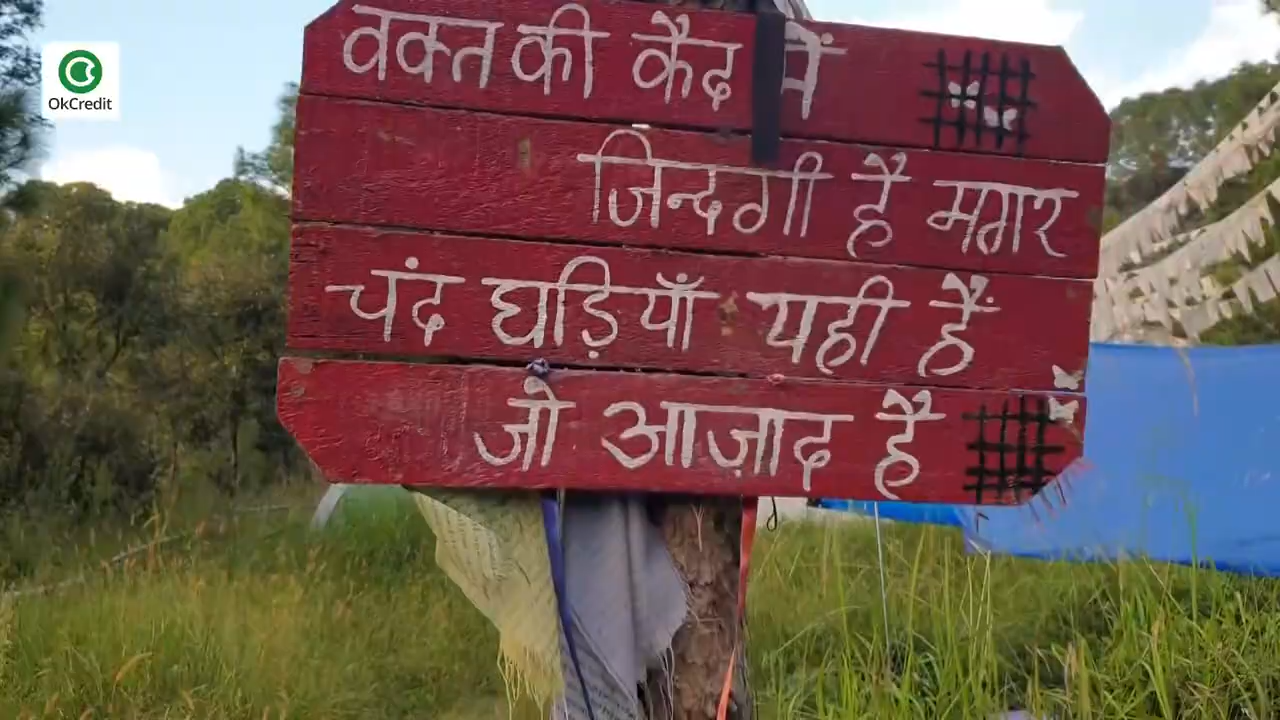 OkCredit
वक्त की कैद में
जिन्दगी है मगर
चंद घड़ियाँ यही हैं
जो आज़ाद है